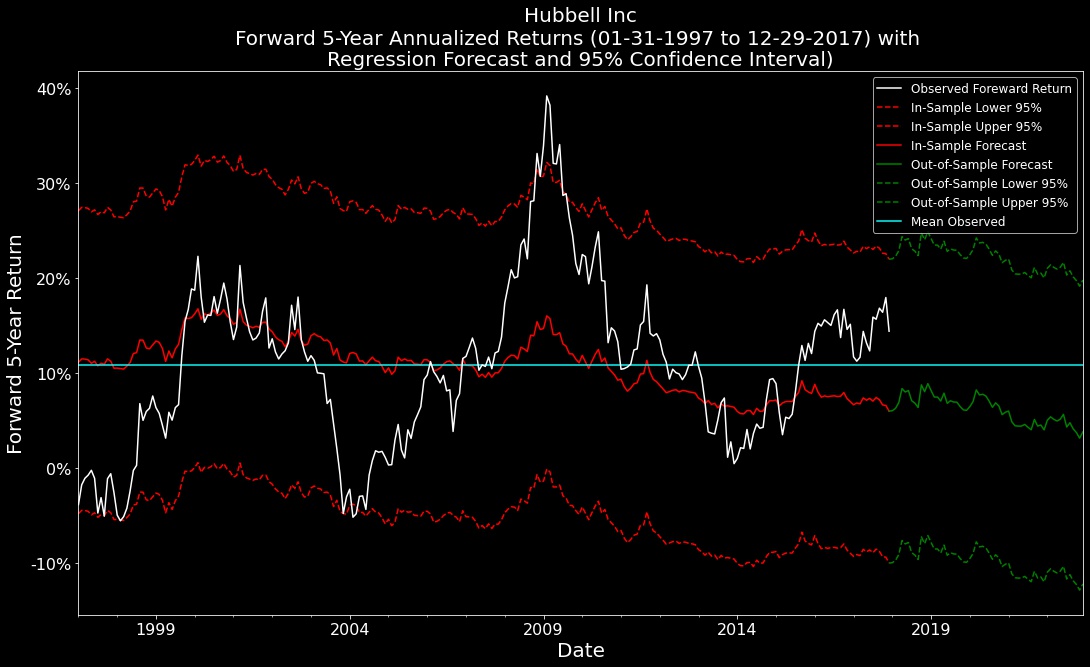 Hubbell Inc
Forward 5-Year Annualized Returns (01-31-1997 to 12-29-2017) with
Regression Forecast and 95% Confidence Interval)
Observed Foreward Return
In-Sample Lower 95%
In-Sample Upper 95%
In-Sample Forecast
Out-of-Sample Forecast
Out-of-Sample Lower 95%
Out-of-Sample Upper 95%
Mean Observed
Forward 5-Year Return
40%
30%
20%
10%
0%
-10%
1999
2004
2009
2014
2019
Date